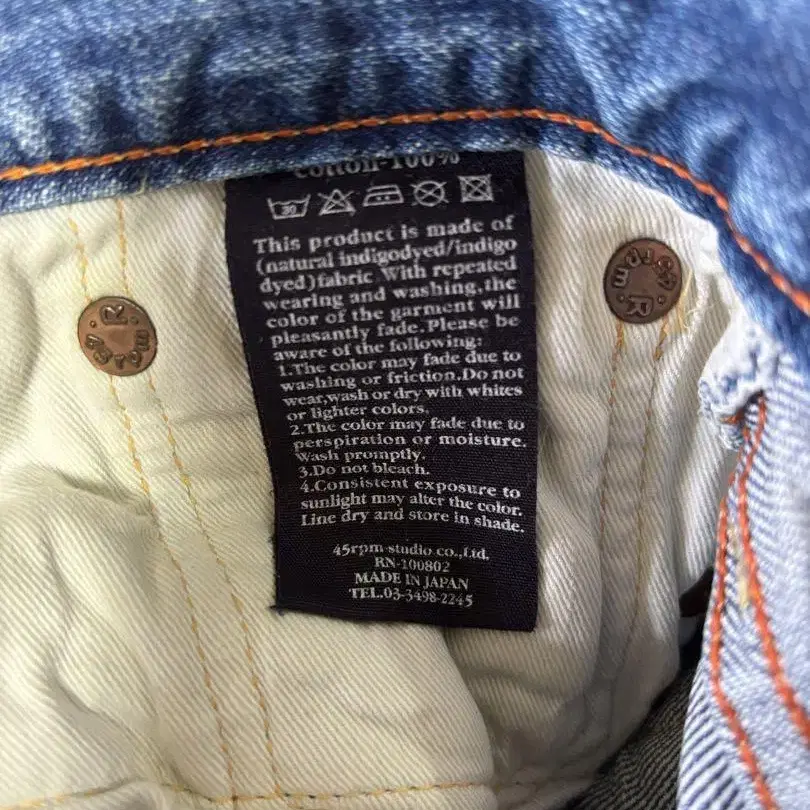 cotton-100%
30
This product is made of
(natural indigodyed/indigo
dyed)fabric. With repeated
wearing and washing,the
color of the garment will
pleasantly fade.Please be
aware of the following:
1.The color may fade due to
washing or friction.Do not
wear,wash or dry with whites
or lighter colors.
2.The color may fade due to
perspiration or moisture.
Wash promptly.
3.Do not bleach.
4.Consistent exposure to
sunlight may alter the color.
Line dry and store in shade.
45rpm-studio co.,Ltd.
RN-100802
MADE IN JAPAN
TEL.03-3498-2245
R
45rpm
R
45rpm